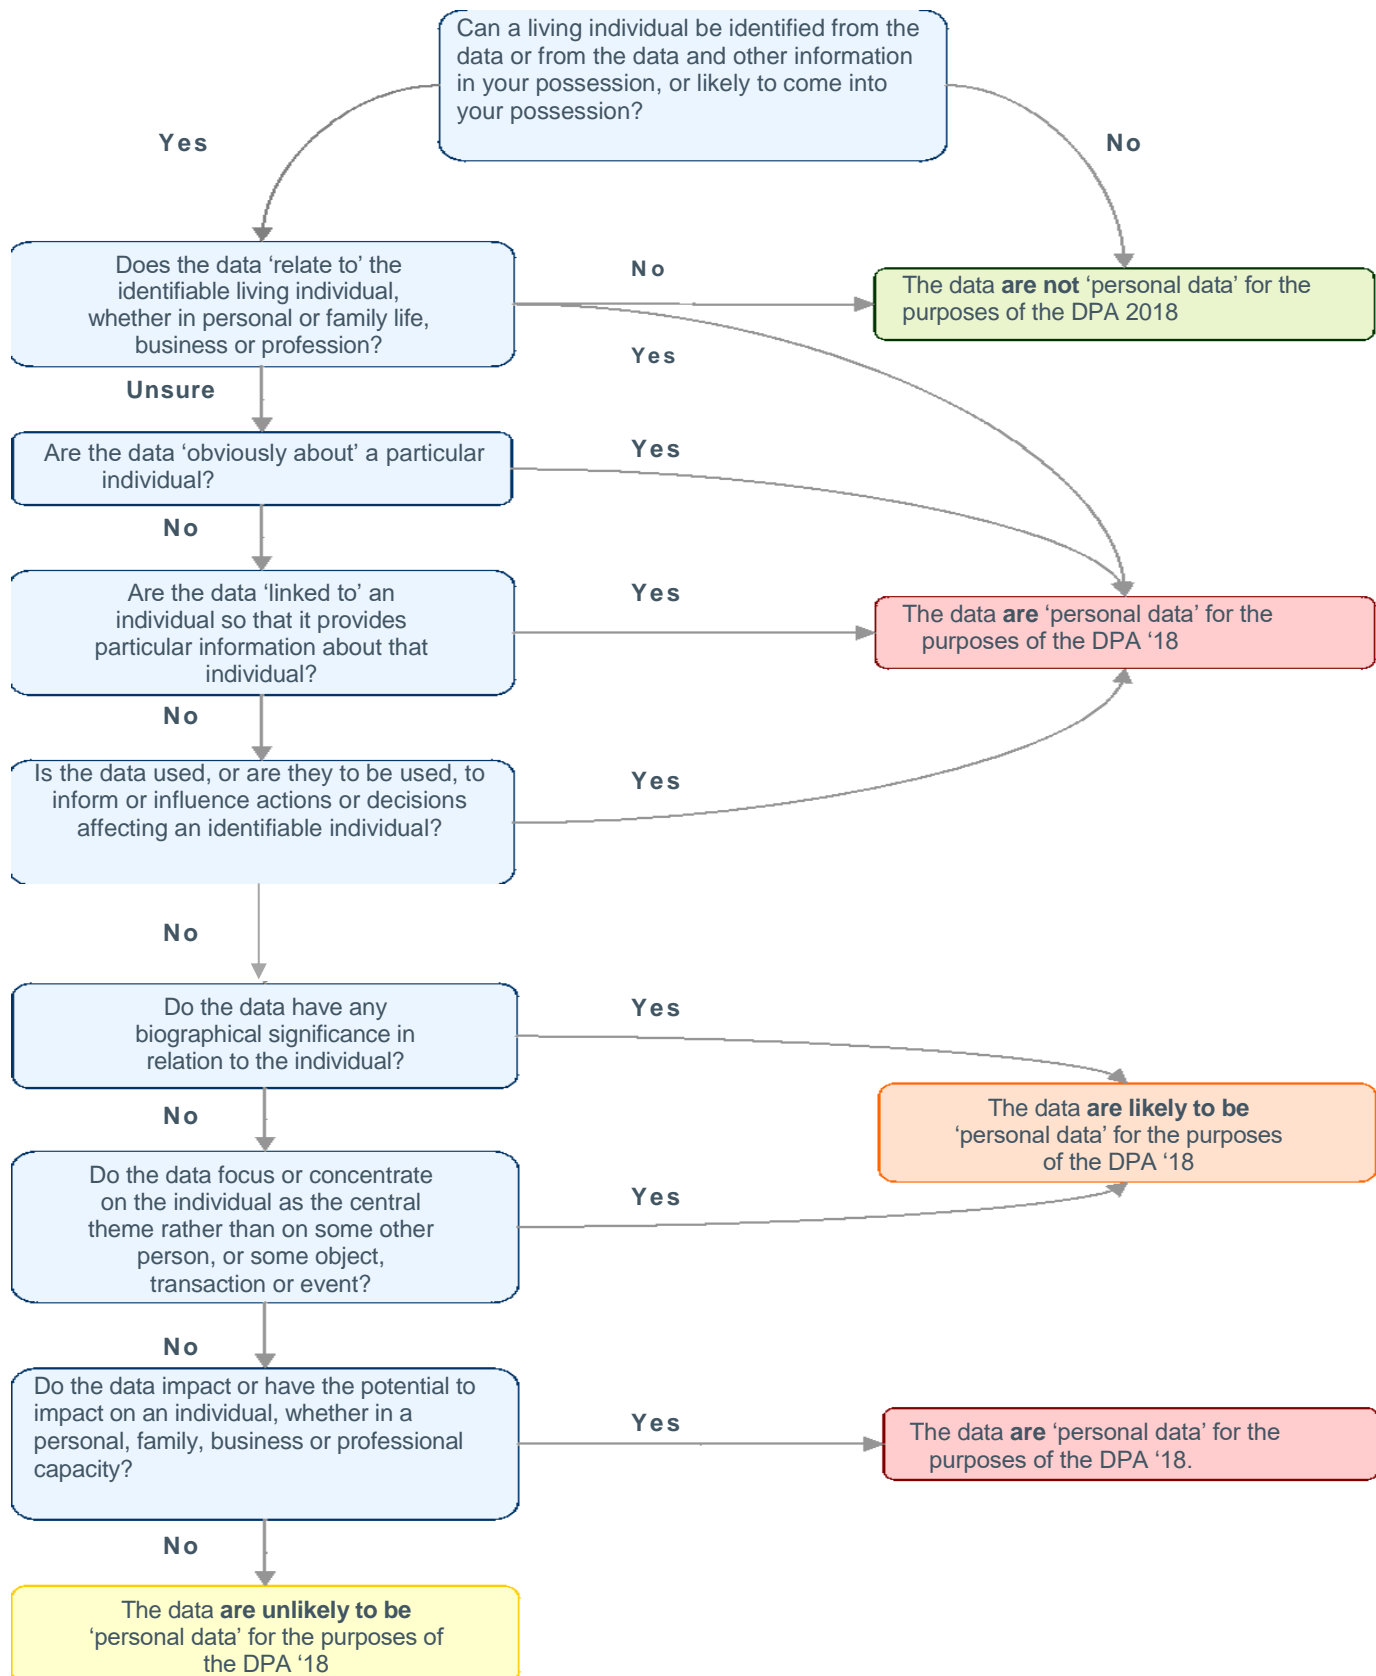 Can a living individual be identified from the
data or from the data and other information
in your possession, or likely to come into
your possession?
Yes
No
Does the data ‘relate to’ the
identifiable living individual,
whether in personal or family life,
business or profession?
No
The data are not ‘personal data’ for the
purposes of the DPA 2018
Yes
Unsure
Are the data ‘obviously about’ a particular
individual?
Yes
No
Are the data ‘linked to’ an
individual so that it provides
particular information about that
individual?
Yes
The data are ‘personal data’ for the
purposes of the DPA ‘18
No
Is the data used, or are they to be used, to
inform or influence actions or decisions
affecting an identifiable individual?
Yes
No
Do the data have any
biographical significance in
relation to the individual?
Yes
The data are likely to be
‘personal data’ for the purposes
of the DPA ‘18
No
Do the data focus or concentrate
on the individual as the central
theme rather than on some other
person, or some object,
transaction or event?
Yes
No
Do the data impact or have the potential to
impact on an individual, whether in a
personal, family, business or professional
capacity?
Yes
The data are ‘personal data’ for the
purposes of the DPA ‘18.
No
The data are unlikely to be
‘personal data’ for the purposes of
the DPA ‘18